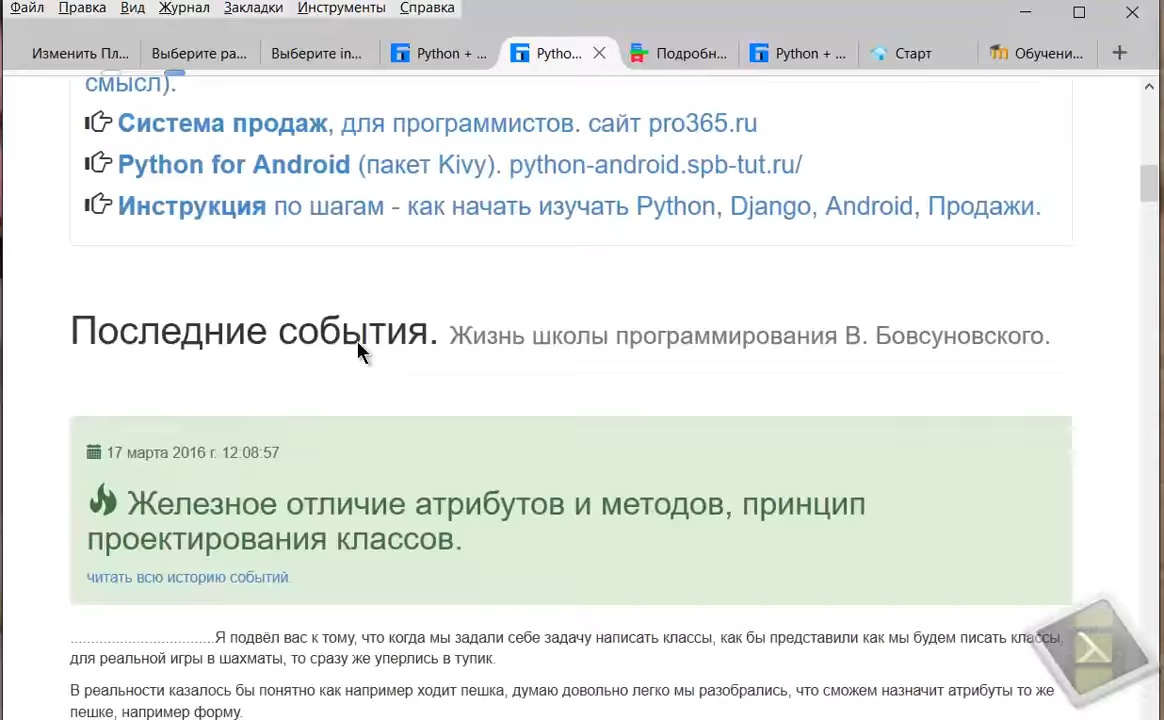 Файл Правка Вид Журнал Закладки Инструменты Справка
Изменить Пл... Выберите ра... Выберите in... Python + ... Pytho... Подробн... Python + ... Старт Обучени...
смысл).
Система продаж, для программистов. сайт pro365.ru
Python for Android (пакет Kivy). python-android.spb-tut.ru/
Инструкция по шагам - как начать изучать Python, Django, Android, Продажи.
Последние события. Жизнь школы программирования В. Бовсуновского.
17 марта 2016 г. 12:08:57
Железное отличие атрибутов и методов, принцип
проектирования классов.
читать всю историю событий.
..................................Я подвёл вас к тому, что когда мы задали себе задачу написать классы, как бы представили как мы будем писать классы,
для реальной игры в шахматы, то сразу же уперлись в тупик.
В реальности казалось бы понятно как например ходит пешка, думаю довольно легко мы разобрались, что сможем назначит атрибуты то же
пешке, например форму.